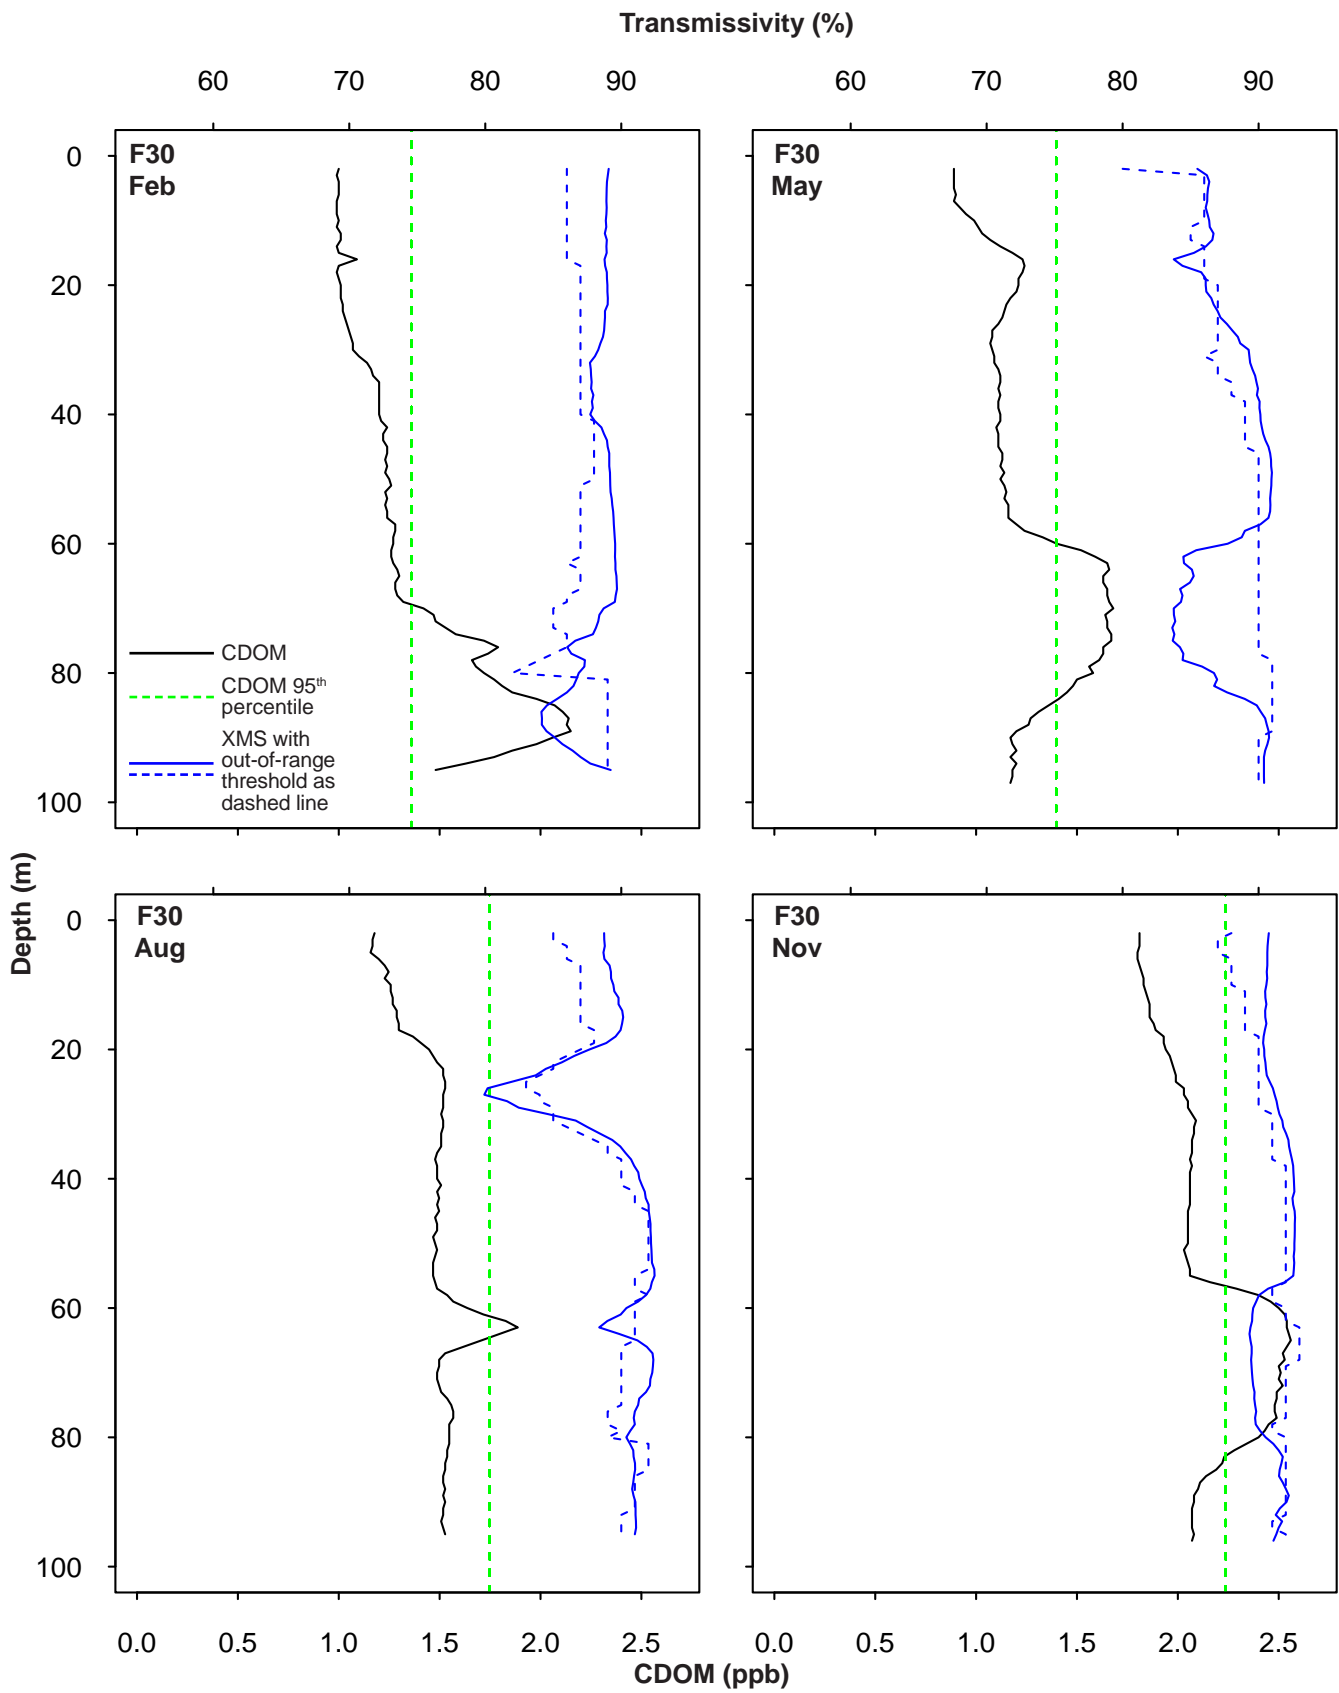 Transmissivity (%)
60 70 80 90 60 70 80 90
F30
Feb
F30
May
0
20
40
60
80
100
CDOM
CDOM 95th
percentile
XMS with
out-of-range
threshold as
dashed line
Depth (m)
F30
Aug
F30
Nov
0
20
40
60
80
100
0.0 0.5 1.0 1.5 2.0 2.5 0.0 0.5 1.0 1.5 2.0 2.5
CDOM (ppb)